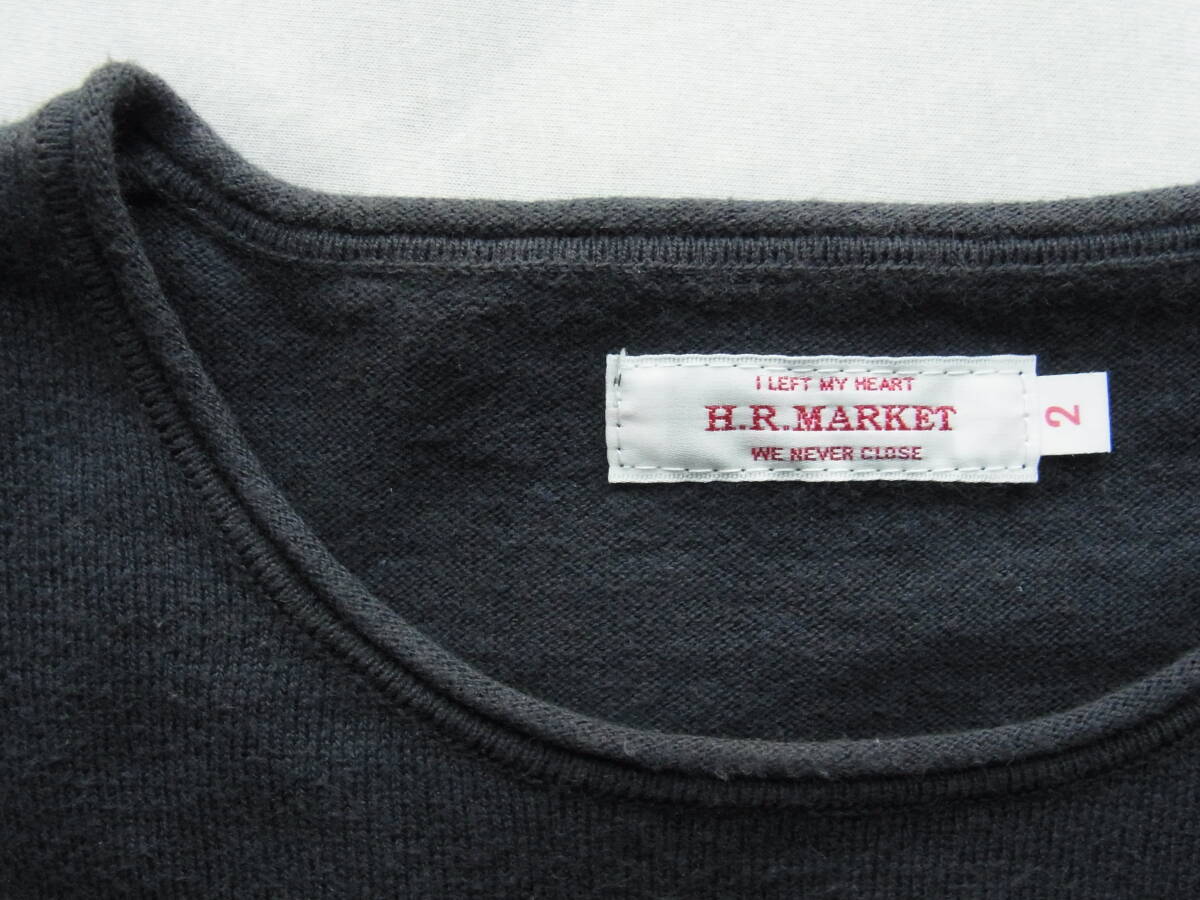 I LEFT MY HEART
H.R.MARKET
WE NEVER CLOSE
2